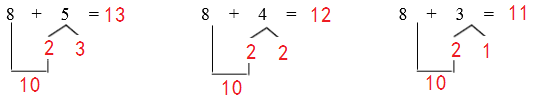 8 + 5 = 13 8 + 4 = 12 8 + 3 = 11
2 3 2 2 2 1
10 10 10